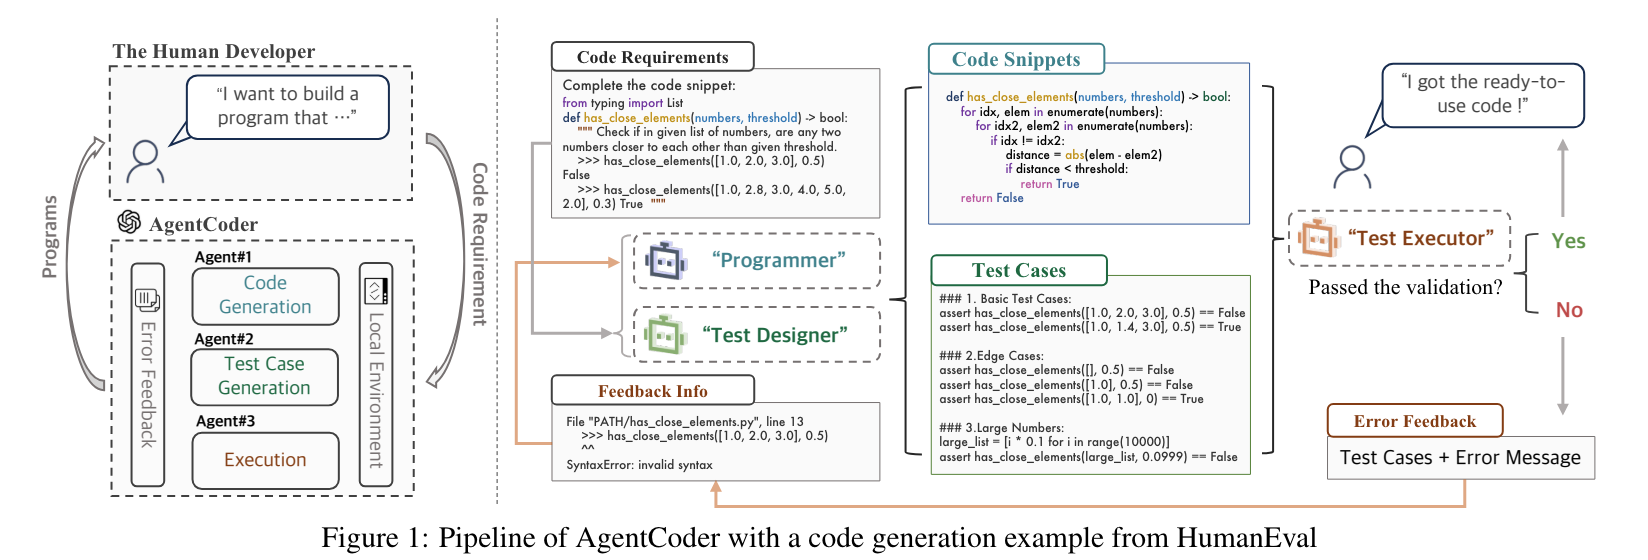 The Human Developer
“I want to build a
program that ···”
Programs
Code Requirement
AgentCoder
Agent#1
Code
Generation
Agent#2
Test Case
Generation
Agent#3
Execution
Error Feedback
Local Environment
Code Requirements
Complete the code snippet:
from typing import List
def has_close_elements(numbers, threshold) -> bool:
""" Check if in given list of numbers, are any two
numbers closer to each other than given threshold.
>>> has_close_elements([1.0, 2.0, 3.0], 0.5)
False
>>> has_close_elements([1.0, 2.8, 3.0, 4.0, 5.0,
2.0], 0.3) True """
“Programmer”
“Test Designer”
Feedback Info
File "PATH/has_close_elements.py", line 13
>>> has_close_elements([1.0, 2.0, 3.0], 0.5)
^^
SyntaxError: invalid syntax
Code Snippets
def has_close_elements(numbers, threshold) -> bool:
for idx, elem in enumerate(numbers):
for idx2, elem2 in enumerate(numbers):
if idx != idx2:
distance = abs(elem - elem2)
if distance < threshold:
return True
return False
Test Cases
### 1. Basic Test Cases:
assert has_close_elements([1.0, 2.0, 3.0], 0.5) == False
assert has_close_elements([1.0, 1.4, 3.0], 0.5) == True
### 2.Edge Cases:
assert has_close_elements([], 0.5) == False
assert has_close_elements([1.0], 0.5) == False
assert has_close_elements([1.0, 1.0], 0) == True
### 3.Large Numbers:
large_list = [i * 0.1 for i in range(10000)]
assert has_close_elements(large_list, 0.0999) == False
“I got the ready-to-
use code !”
“Test Executor”
Passed the validation?
Yes
No
Error Feedback
Test Cases + Error Message
Figure 1: Pipeline of AgentCoder with a code generation example from HumanEval